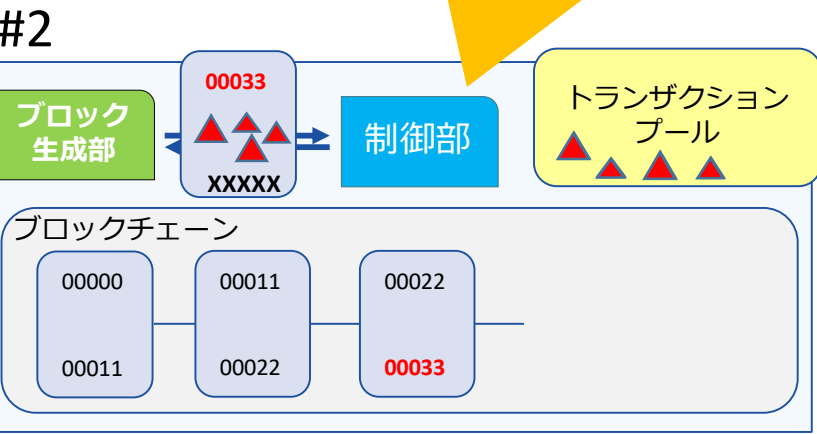 #2
00033
ブロック
生成部
XXXXX
制御部
トランザクション
プール
ブロックチェーン
00000
00011
00011
00022
00022
00033